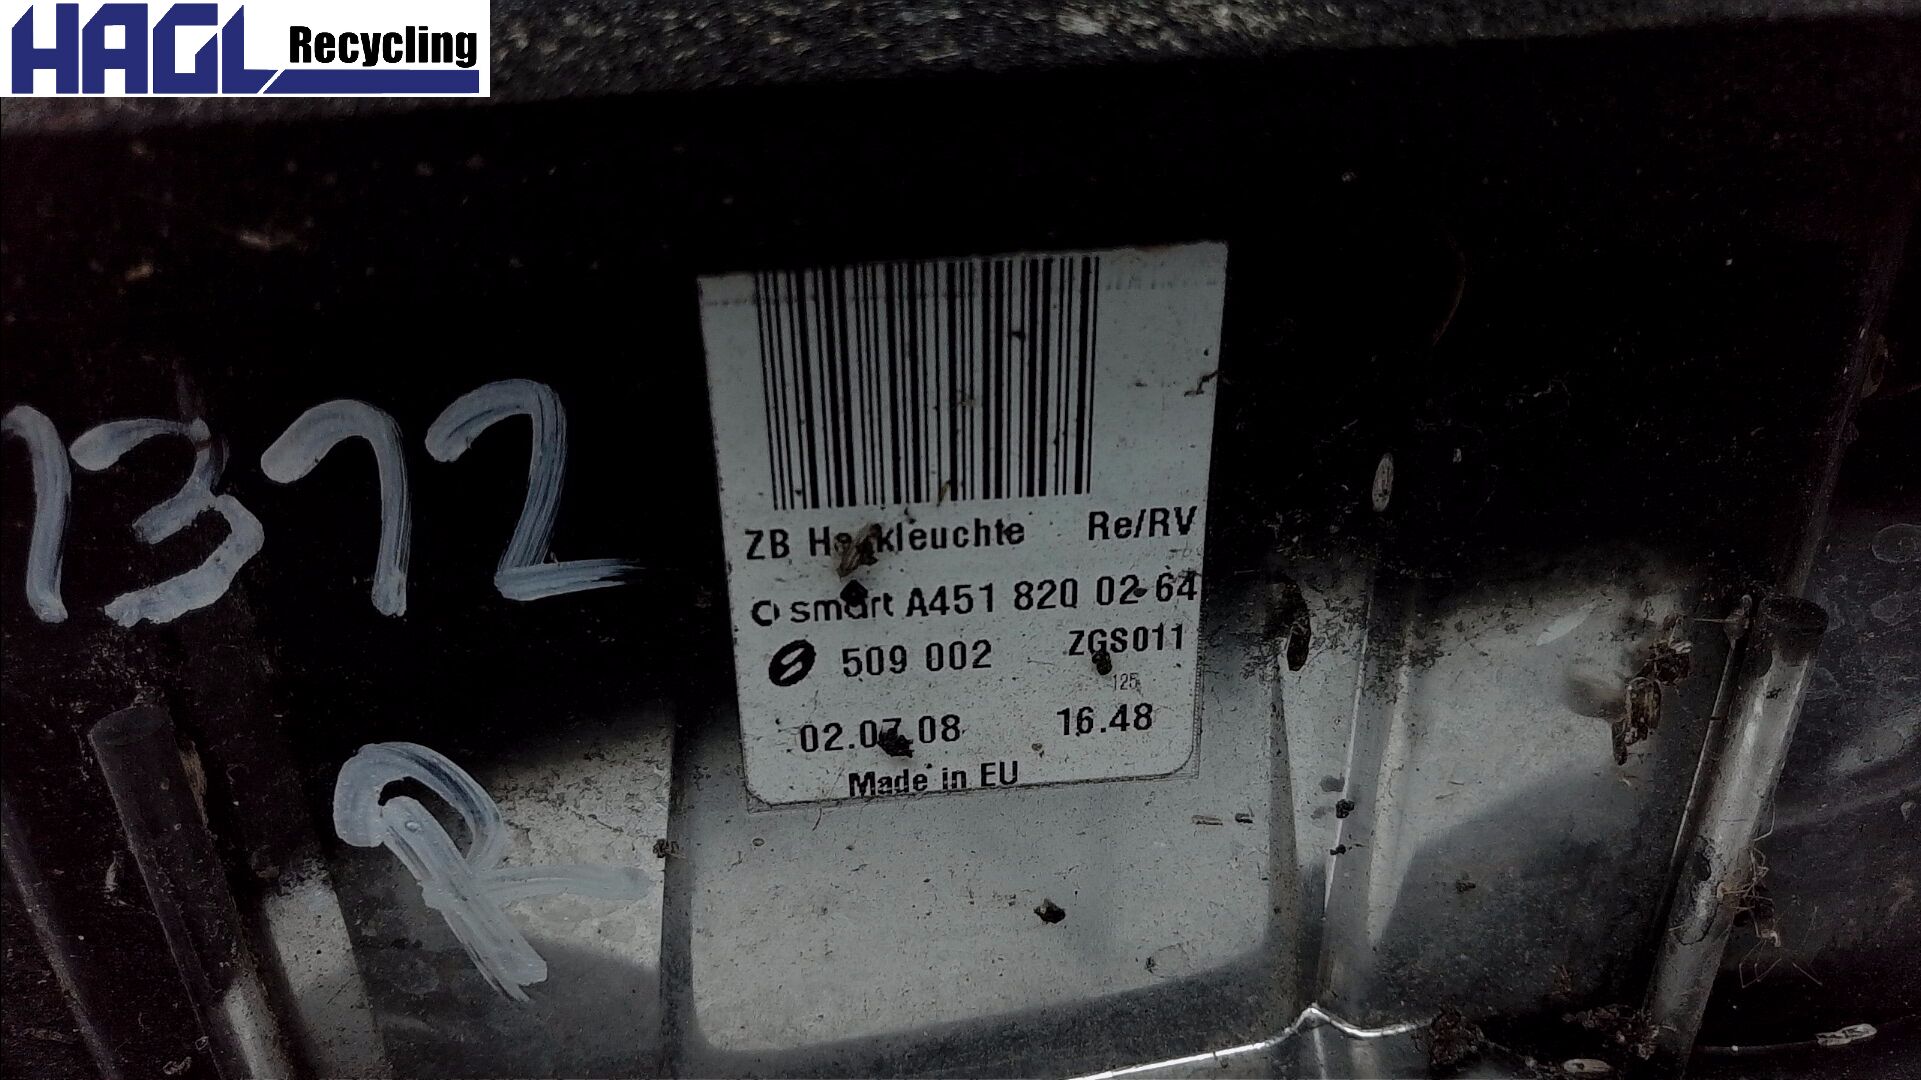 HAGL Recycling
1372
ZB Heckleuchte Re/RV
smart A451 820 02 64
509 002 ZGS011
125
02.07.08 16.48
Made in EU
R